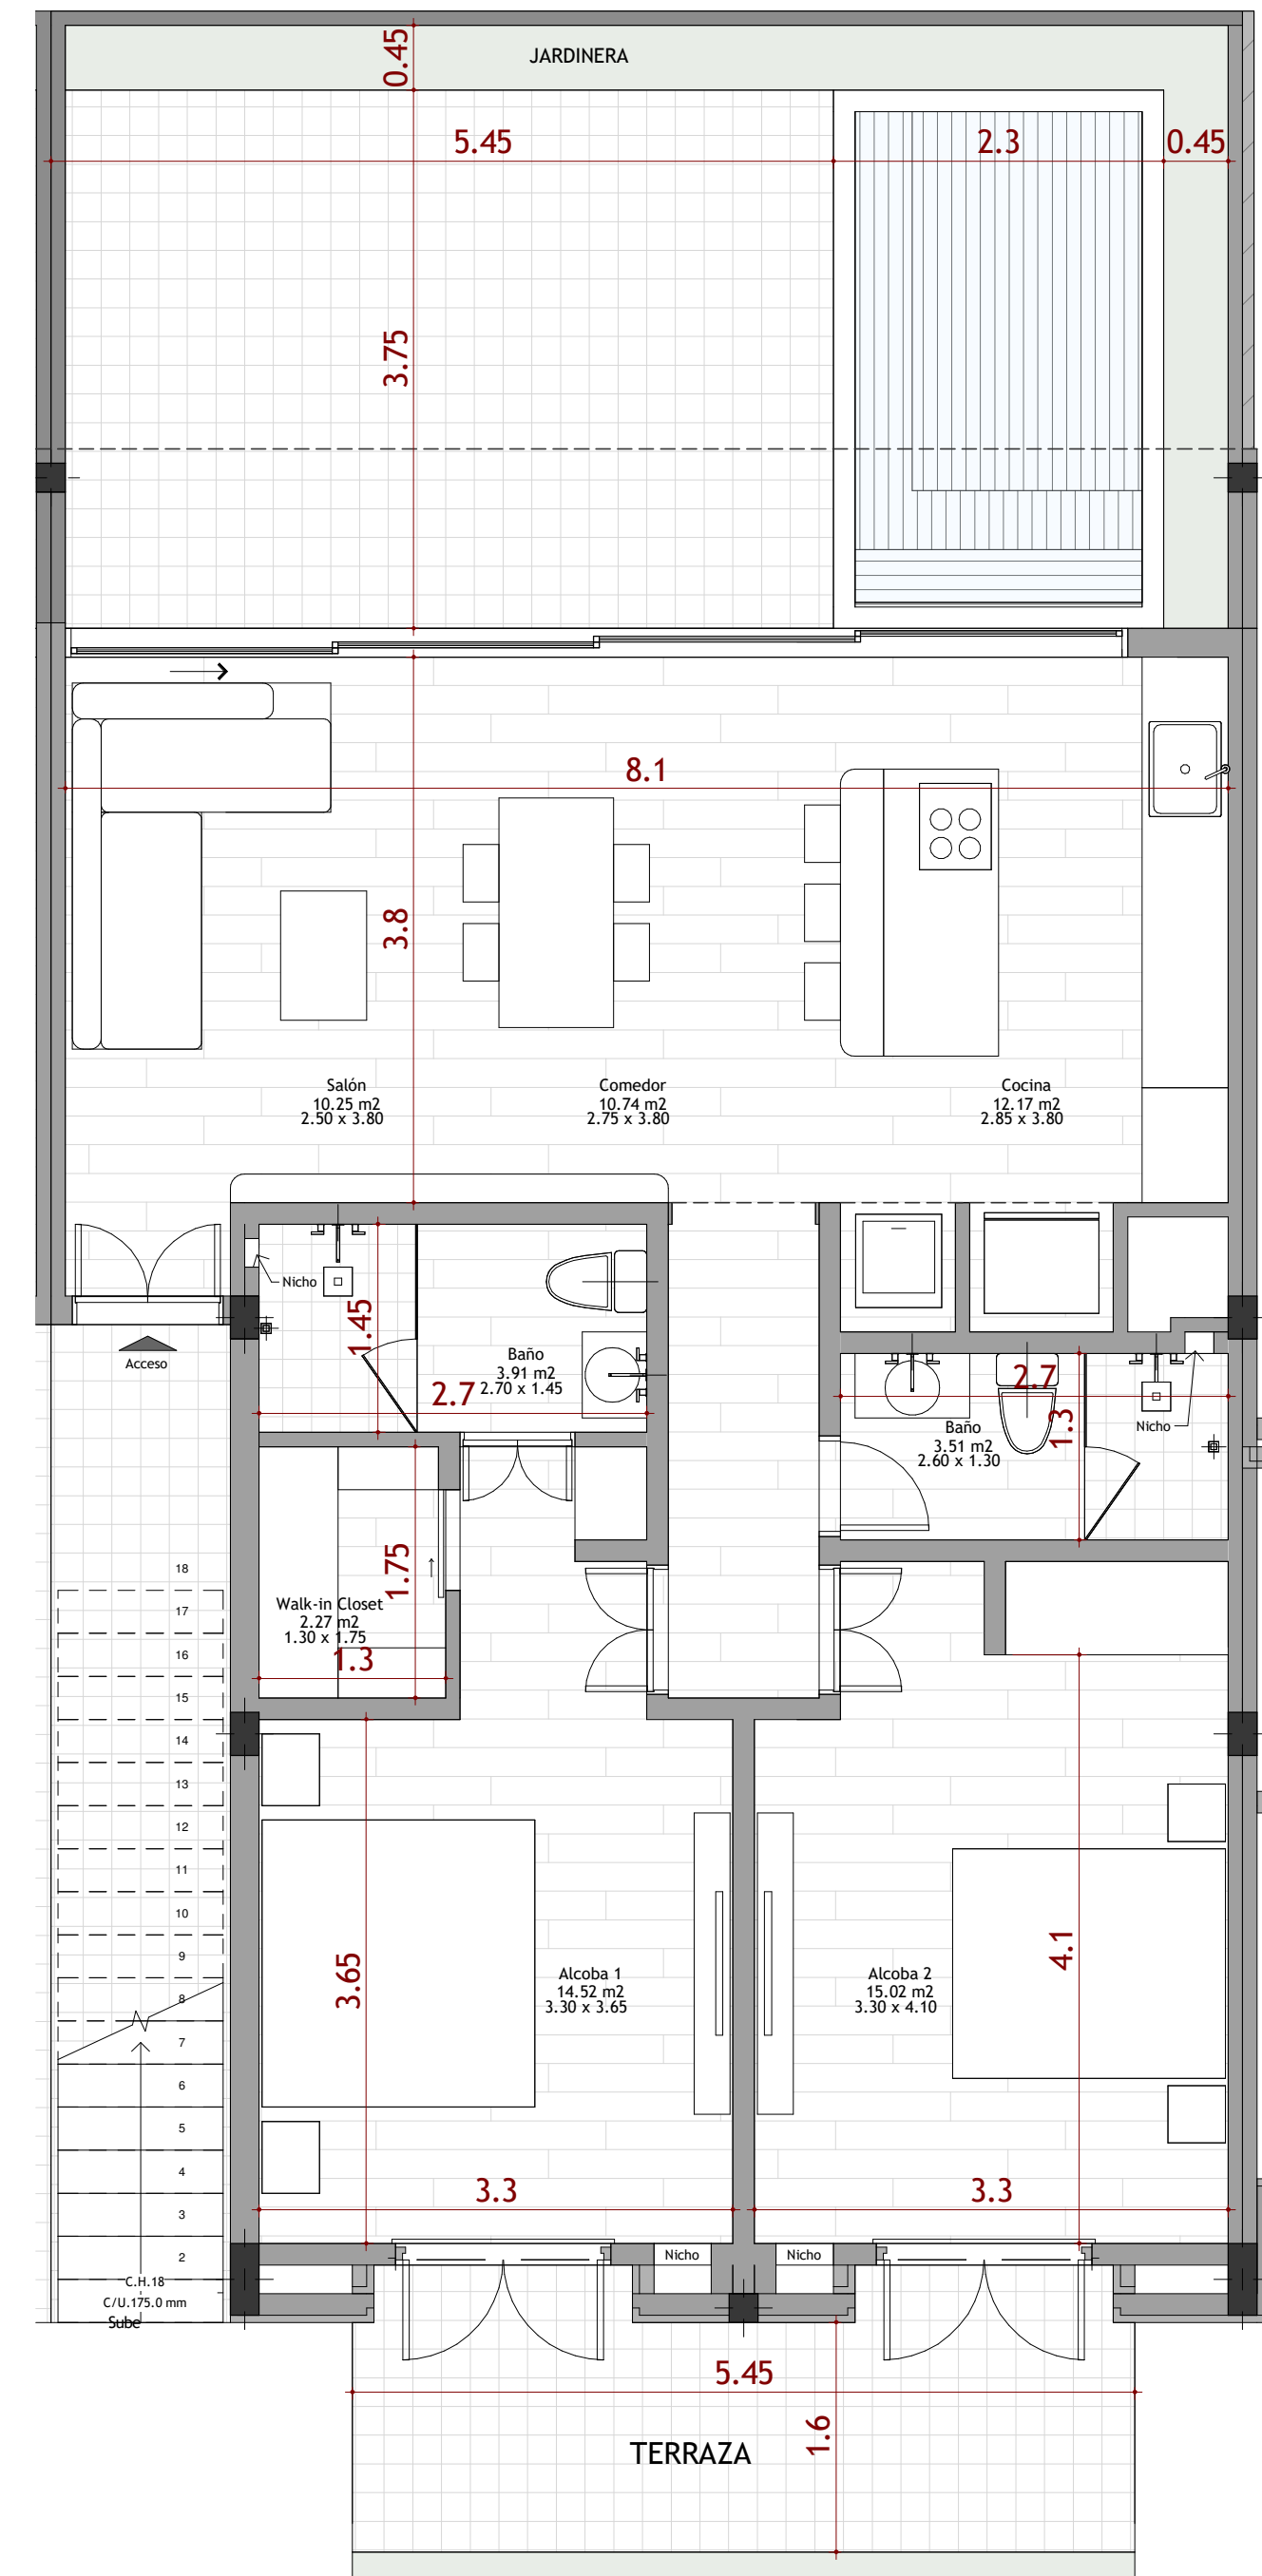 0.45
JARDINERA
5.45
2.3
0.45
3.75
8.1
3.8
Salón
10.25 m2
2.50 x 3.80
Comedor
10.74 m2
2.75 x 3.80
Cocina
12.17 m2
2.85 x 3.80
Nicho
1.45
Acceso
Baño
3.91 m2
2.70 x 1.45
2.7
2.7
1.3
Nicho
Baño
3.51 m2
2.60 x 1.30
1.75
Walk-in Closet
2.27 m2
1.30 x 1.75
1.3
18
17
16
15
14
13
12
11
10
9
8
7
6
5
4
3
2
3.65
Alcoba 1
14.52 m2
3.30 x 3.65
Alcoba 2
15.02 m2
3.30 x 4.10
4.1
3.3
3.3
Nicho
Nicho
C.H.18
C/U.175.0 mm
Sube
5.45
1.6
TERRAZA